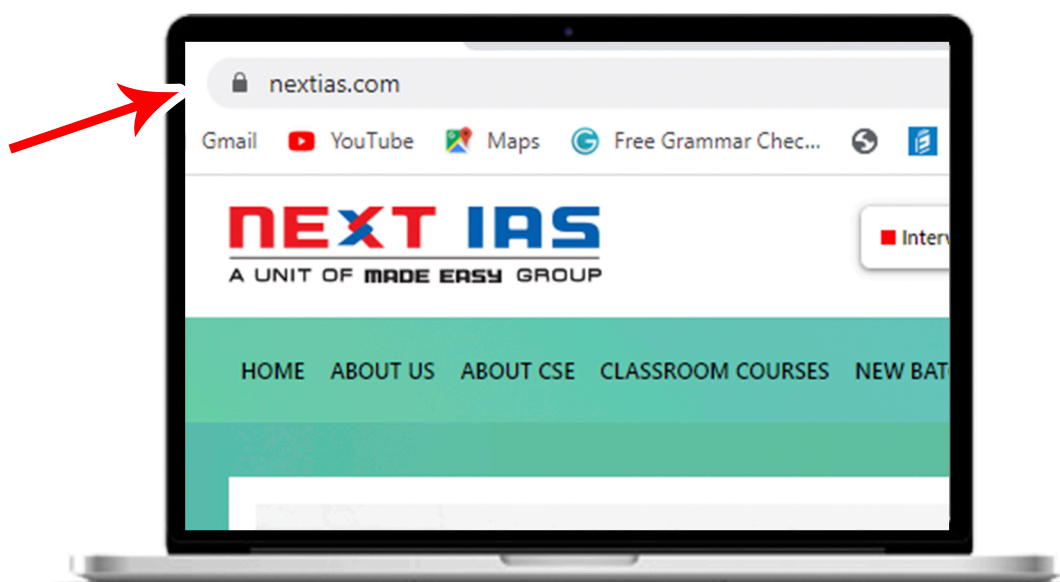 nextias.com
Gmail YouTube Maps Free Grammar Chec...
NEXT IAS
A UNIT OF MADE EASY GROUP
Interv
HOME ABOUT US ABOUT CSE CLASSROOM COURSES NEW BAT